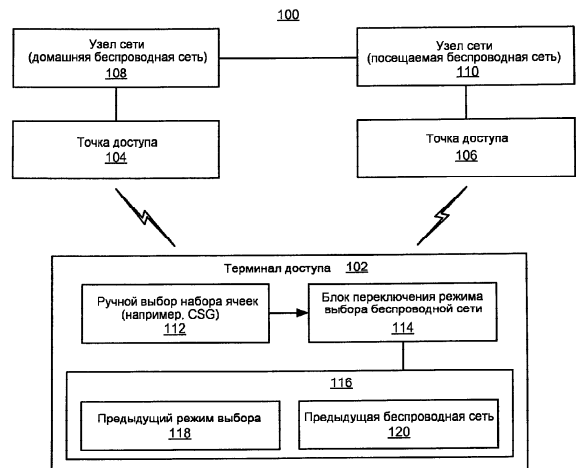 100
Узел сети
(домашняя беспроводная сеть)
108
Узел сети
(посещаемая беспроводная сеть)
110
Точка доступа
104
Точка доступа
106
Терминал доступа 102
Ручной выбор набора ячеек
(например, CSG)
112
Блок переключения режима
выбора беспроводной сети
114
116
Предыдущий режим выбора
118
Предыдущая беспроводная сеть
120